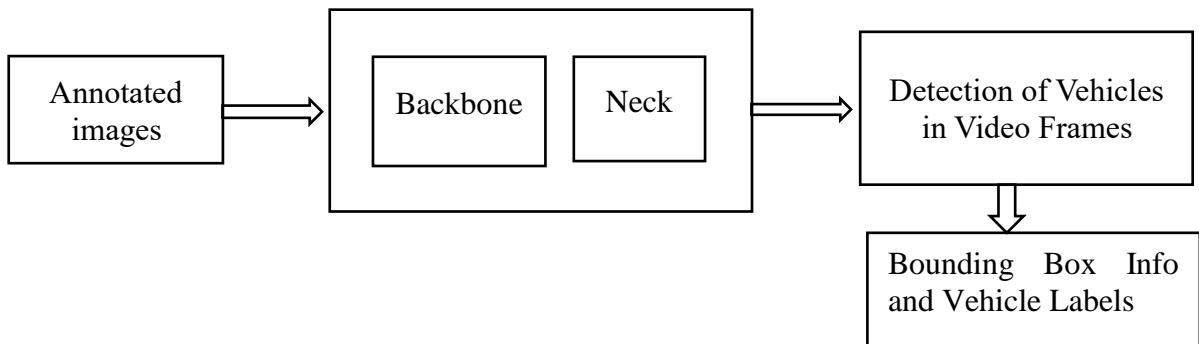 Annotated
images
Backbone
Neck
Detection of Vehicles
in Video Frames
Bounding Box Info
and Vehicle Labels